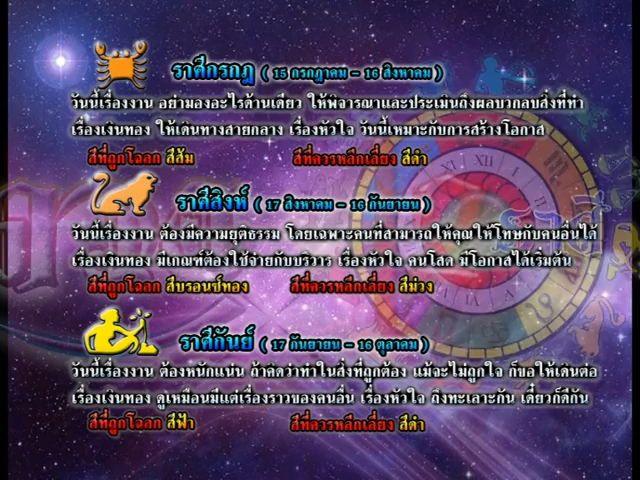 ราศีกรกฎ ( 15 กรกฎาคม - 16 สิงหาคม )
วันนี้เรื่องงาน อย่ามองอะไรด้านเดียว ให้พิจารณาและประเมินถึงผลบวกลบสิ่งที่ทำ
เรื่องเงินทอง ให้เดินทางสายกลาง เรื่องหัวใจ วันนี้เหมาะกับการสร้างโอกาส
สีที่ถูกโฉลก สีส้ม สีที่ควรหลีกเลี่ยง สีดำ
ราศีสิงห์ ( 17 สิงหาคม - 16 กันยายน )
วันนี้เรื่องงาน ต้องมีความยุติธรรม โดยเฉพาะคนที่สามารถให้คุณให้โทษกับคนอื่นได้
เรื่องเงินทอง มีเกณฑ์ต้องใช้จ่ายกับบริวาร เรื่องหัวใจ คนโสด มีโอกาสได้เริ่มต้น
สีที่ถูกโฉลก สีบรอนซ์ทอง สีที่ควรหลีกเลี่ยง สีม่วง
ราศีกันย์ ( 17 กันยายน - 16 ตุลาคม )
วันนี้เรื่องงาน ต้องหนักแน่น ถ้าคิดว่าทำในสิ่งที่ถูกต้อง แม้จะไม่ถูกใจ ก็ขอให้เดินต่อ
เรื่องเงินทอง ดูเหมือนมีแต่เรื่องราวของคนอื่น เรื่องหัวใจ ถึงทะเลาะกัน เดี๋ยวก็ดีกัน
สีที่ถูกโฉลก สีฟ้า สีที่ควรหลีกเลี่ยง สีดำ